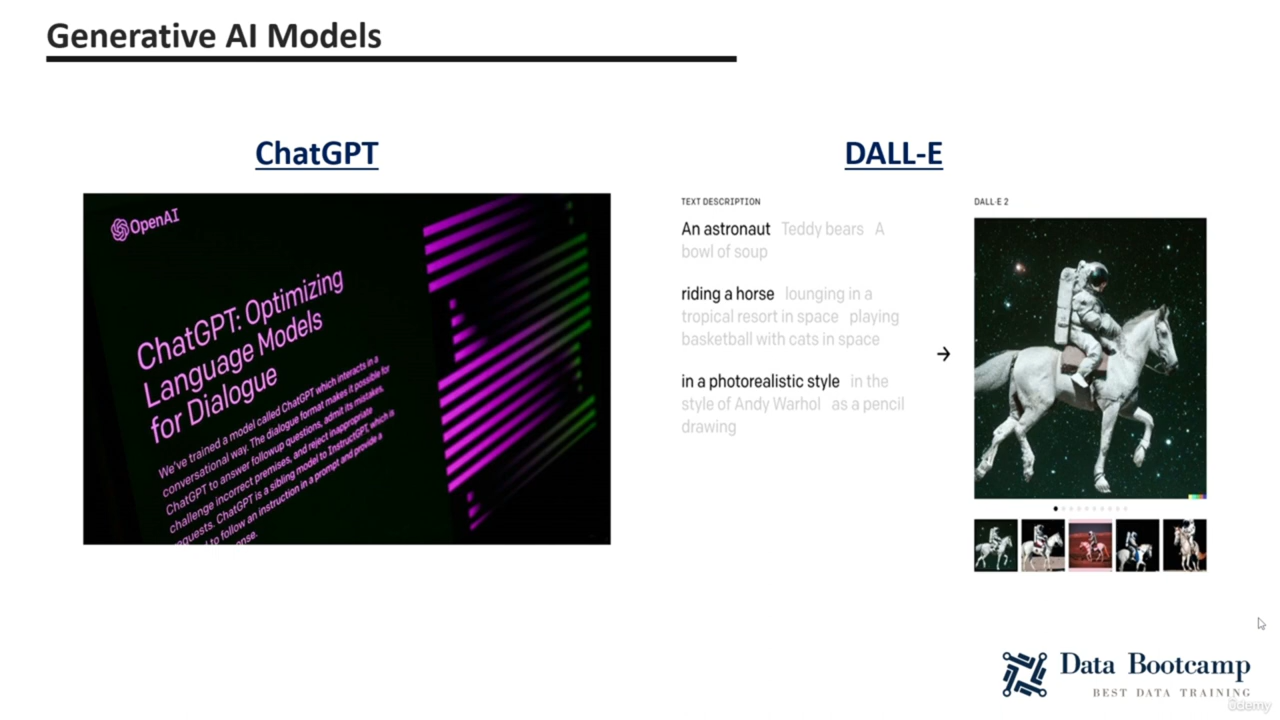 Generative AI Models
ChatGPT
OpenAI
ChatGPT: Optimizing
Language Models
for Dialogue
We've trained a model called ChatGPT which interacts in a
conversational way. The dialogue format makes it possible for
ChatGPT to answer followup questions, admit its mistakes,
challenge incorrect premises, and reject inappropriate
requests. ChatGPT is a sibling model to InstructGPT, which is
to follow an instruction in a prompt and provide a
DALL-E
TEXT DESCRIPTION
An astronaut Teddy bears A
bowl of soup
riding a horse lounging in a
tropical resort in space playing
basketball with cats in space
in a photorealistic style in the
style of Andy Warhol as a pencil
drawing
→
DALL·E 2
Data Bootcamp
BEST DATA TRAINING
ûdemy